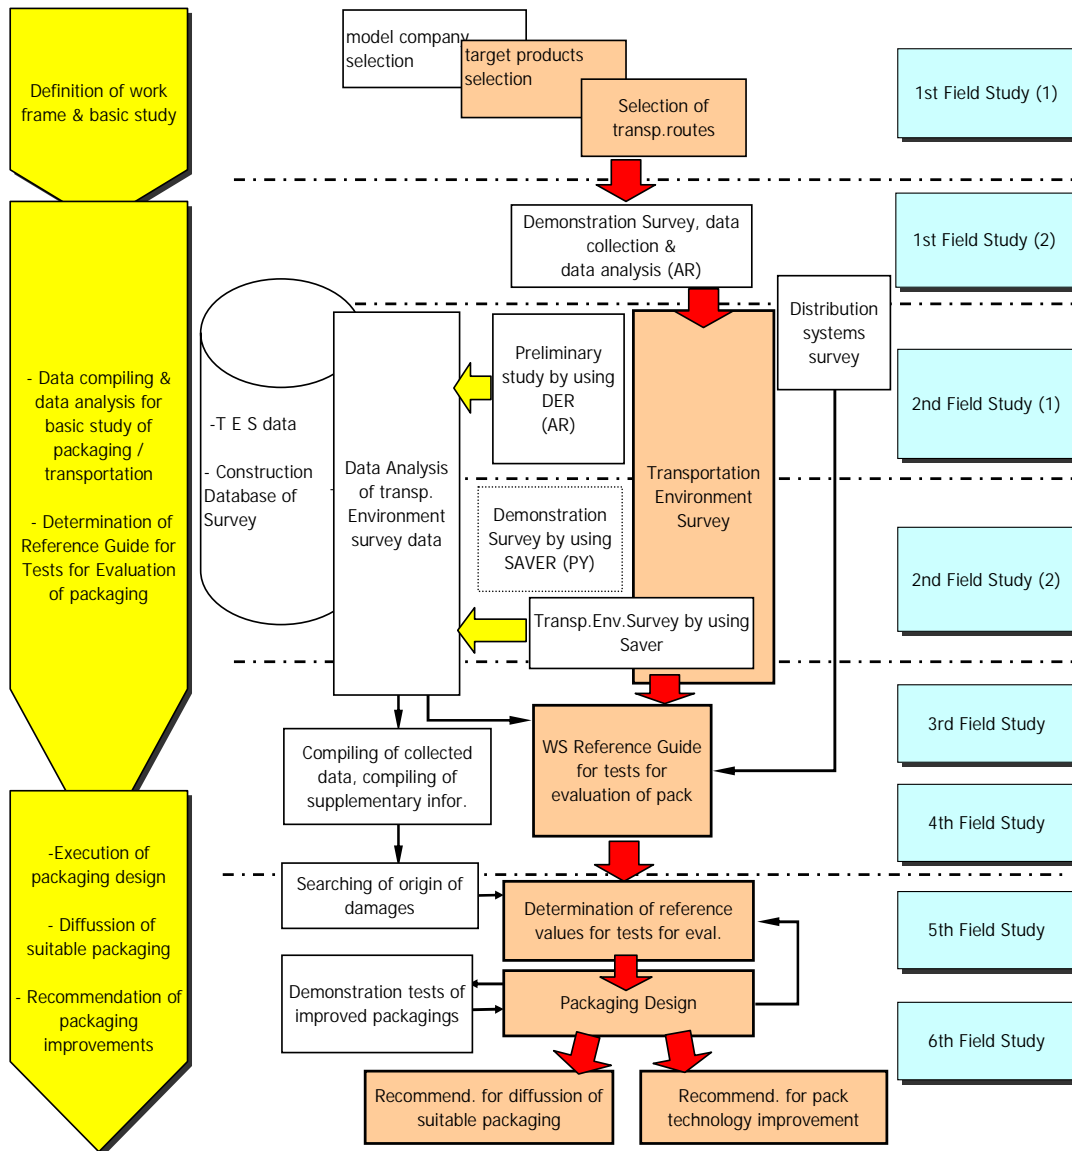 Definition of work
frame & basic study
model company
selection
target products
selection
Selection of
transp.routes
1st Field Study (1)
Demonstration Survey, data
collection &
data analysis (AR)
1st Field Study (2)
- Data compiling &
data analysis for
basic study of
packaging /
transportation
- Determination of
Reference Guide for
Tests for Evaluation
of packaging
-T E S data
- Construction
Database of
Survey
-
Data Analysis
of transp.
Environment
survey data
Preliminary
study by using
DER
(AR)
Demonstration
Survey by using
SAVER (PY)
Transp.Env.Survey by using
Saver
Transportation
Environment
Survey
Distribution
systems
survey
2nd Field Study (1)
2nd Field Study (2)
Compiling of collected
data, compiling of
supplementary infor.
WS Reference Guide
for tests for
evaluation of pack
3rd Field Study
4th Field Study
-Execution of
packaging design
- Diffussion of
suitable packaging
- Recommendation of
packaging
improvements
Searching of origin of
damages
Determination of reference
values for tests for eval.
5th Field Study
Demonstration tests of
improved packagings
Packaging Design
6th Field Study
Recommend. for diffussion of
suitable packaging
Recommend. for pack
technology improvement